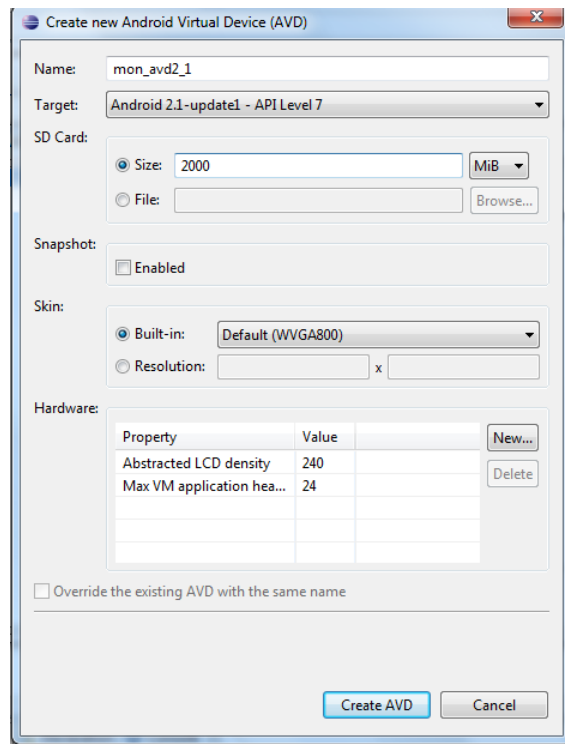 Create new Android Virtual Device (AVD)
x
Name: mon_avd2_1
Target: Android 2.1-update1 - API Level 7
SD Card:
Size: 2000 MiB
File: Browse...
Snapshot:
Enabled
Skin:
Built-in: Default (WVGA800)
Resolution: x
Hardware:
Property Value New...
Abstracted LCD density 240 Delete
Max VM application hea... 24
Override the existing AVD with the same name
Create AVD Cancel